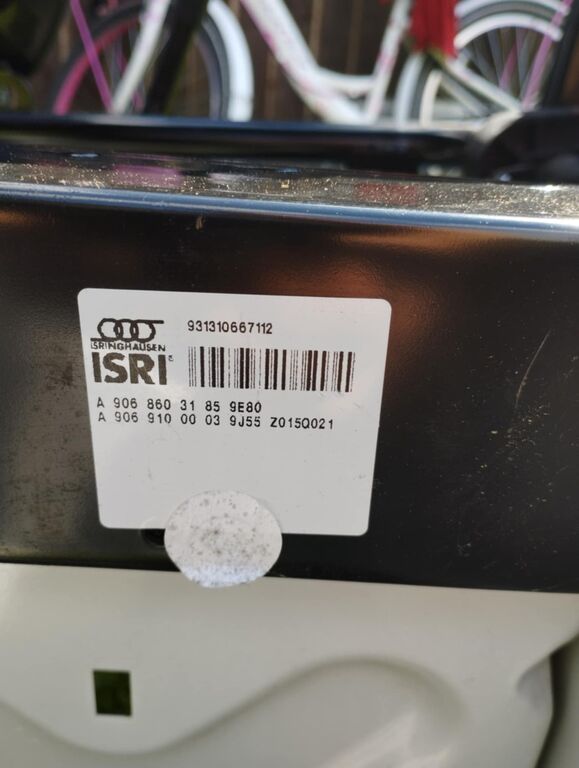 931310667112
ISRINGHAUSEN
ISRI
A 906 860 31 85 9E80
A 906 910 00 03 9J55 Z015Q021